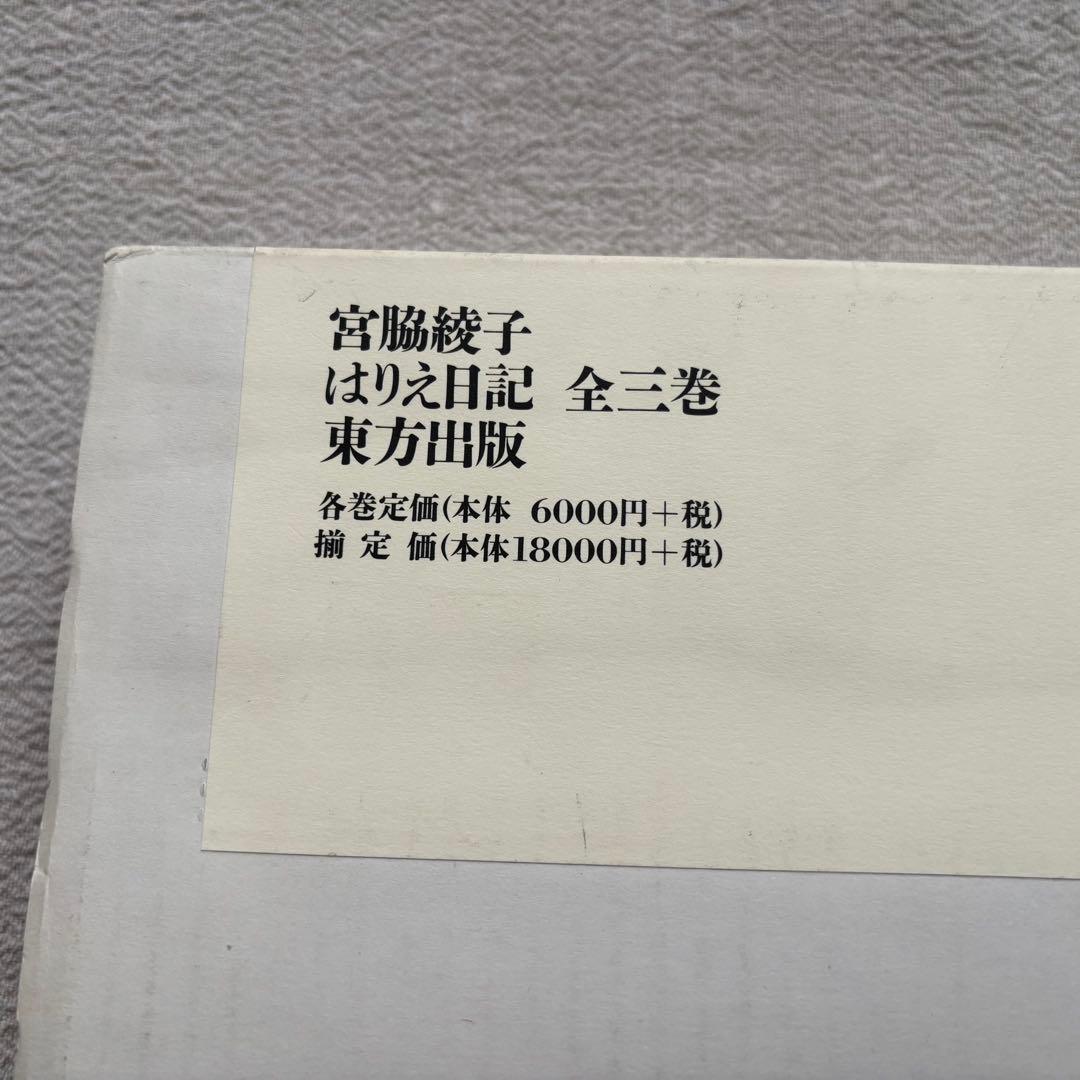 宮脇綾子
はりえ日記 全三巻
東方出版
各巻定価(本体 6000円+税)
揃定価(本体18000円+税)